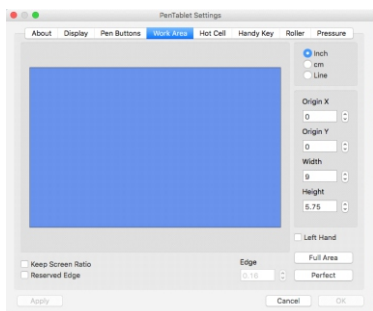 PenTablet Settings
About Display Pen Buttons Work Area Hot Cell Handy Key Roller Pressure
Inch
cm
Line
Origin X
0
Origin Y
0
Width
9
Height
5.75
Left Hand
Keep Screen Ratio
Reserved Edge
Edge
0.16
Full Area
Perfect
Apply Cancel OK